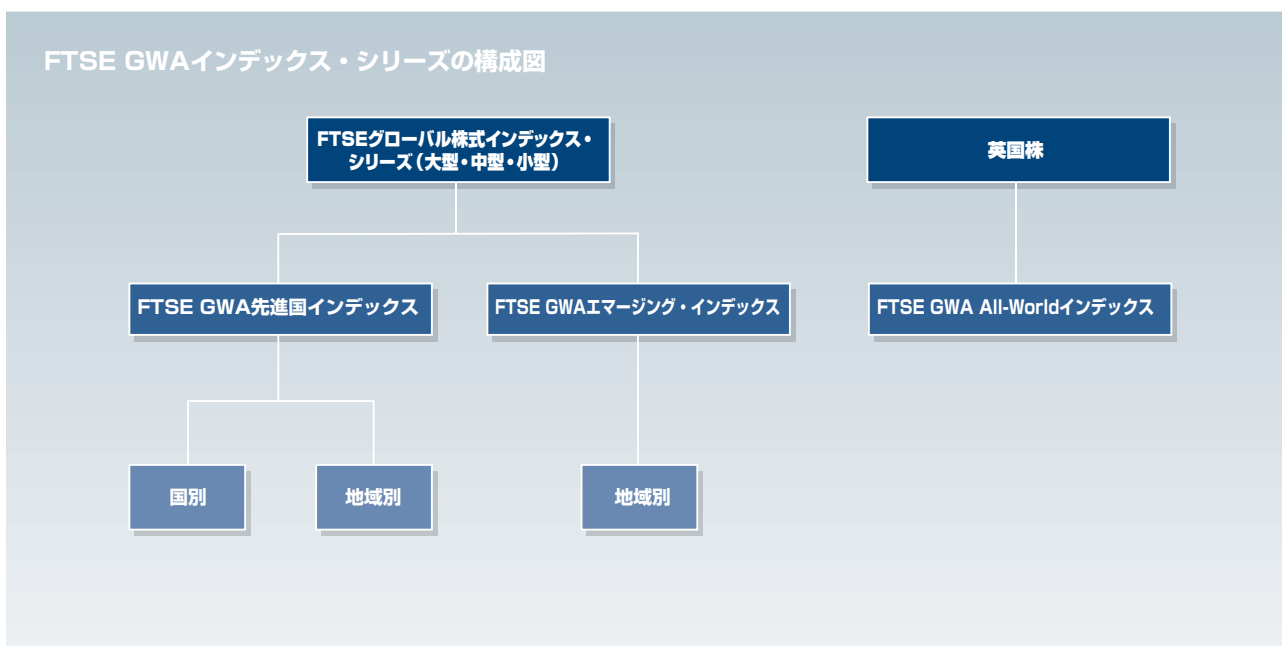 FTSE GWAインデックス・シリーズの構成図
FTSEグローバル株式インデックス・
シリーズ（大型・中型・小型）
英国株
FTSE GWA先進国インデックス
FTSE GWAエマージング・インデックス
FTSE GWA All-Worldインデックス
国別
地域別
地域別